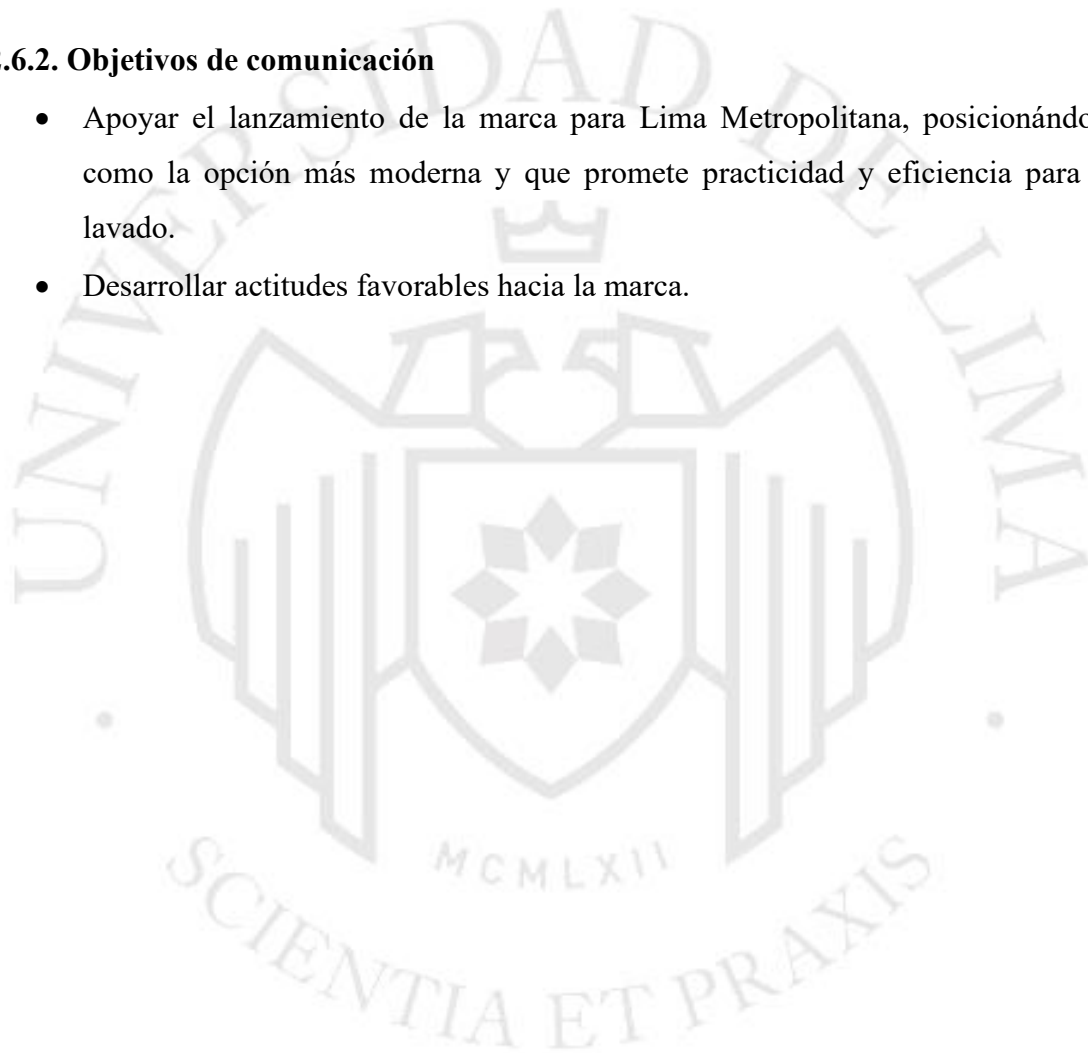 .6.2. Objetivos de comunicación
• Apoyar el lanzamiento de la marca para Lima Metropolitana, posicionándo
como la opción más moderna y que promete practicidad y eficiencia para
lavado.
• Desarrollar actitudes favorables hacia la marca.
UNIVERSIDAD DE LIMA
MCMLXII
SCIENTIA ET PRAXIS